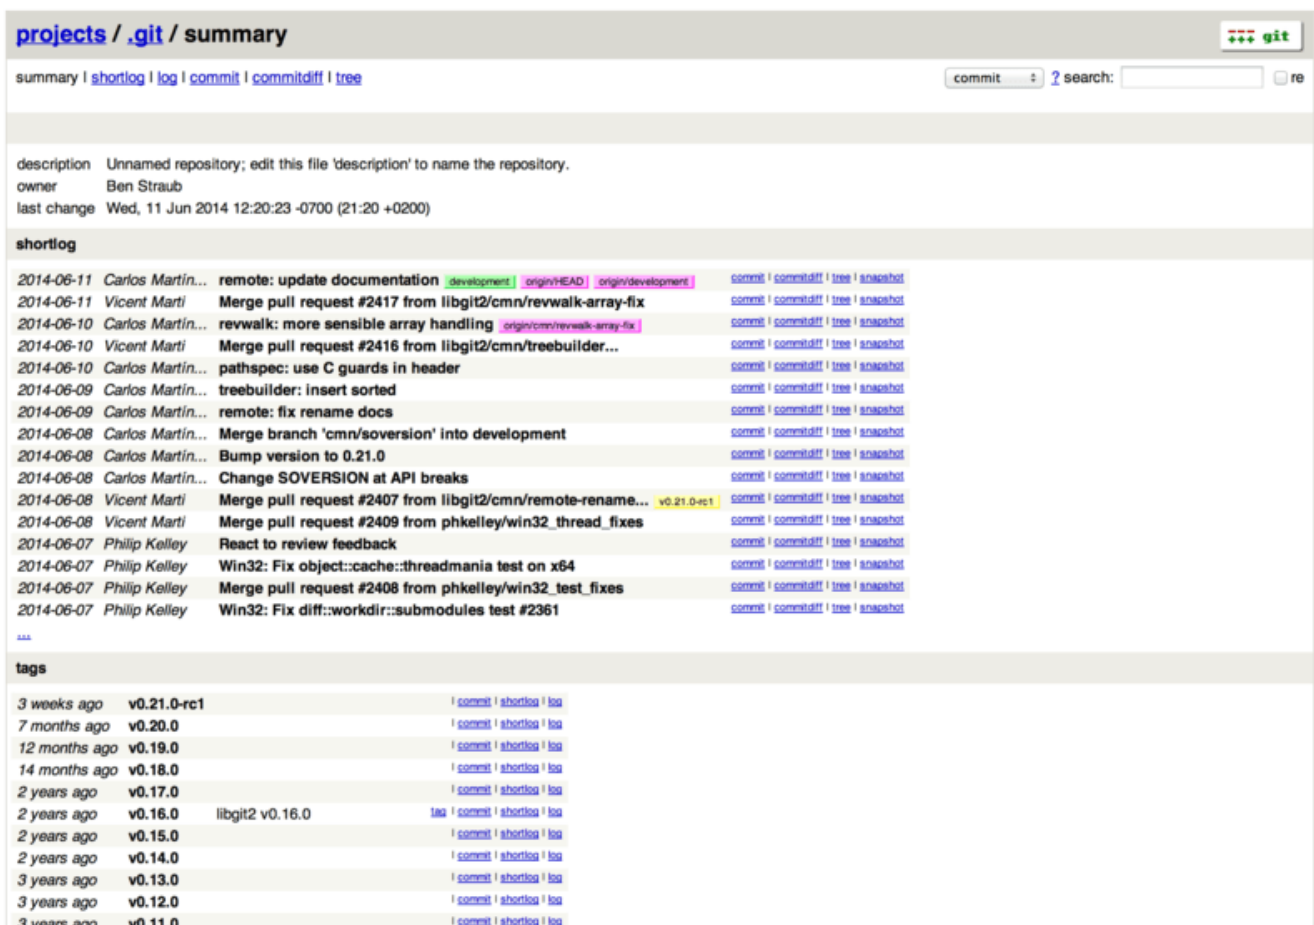 projects / .git / summary
git
summary | shortlog | log | commit | commitdiff | tree
commit ? search: re
description Unnamed repository; edit this file 'description' to name the repository.
owner Ben Straub
last change Wed, 11 Jun 2014 12:20:23 -0700 (21:20 +0200)
shortlog
2014-06-11 Carlos Martín... remote: update documentation development origin/HEAD origin/development commit | commitdiff | tree | snapshot
2014-06-11 Vicent Marti Merge pull request #2417 from libgit2/cmn/revwalk-array-fix commit | commitdiff | tree | snapshot
2014-06-10 Carlos Martín... revwalk: more sensible array handling origin/cmn/revwalk-array-fix commit | commitdiff | tree | snapshot
2014-06-10 Vicent Marti Merge pull request #2416 from libgit2/cmn/treebuilder... commit | commitdiff | tree | snapshot
2014-06-10 Carlos Martín... pathspec: use C guards in header commit | commitdiff | tree | snapshot
2014-06-09 Carlos Martín... treebuilder: insert sorted commit | commitdiff | tree | snapshot
2014-06-09 Carlos Martín... remote: fix rename docs commit | commitdiff | tree | snapshot
2014-06-08 Carlos Martín... Merge branch 'cmn/soversion' into development commit | commitdiff | tree | snapshot
2014-06-08 Carlos Martín... Bump version to 0.21.0 commit | commitdiff | tree | snapshot
2014-06-08 Carlos Martín... Change SOVERSION at API breaks commit | commitdiff | tree | snapshot
2014-06-08 Vicent Marti Merge pull request #2407 from libgit2/cmn/remote-rename... v0.21.0-rc1 commit | commitdiff | tree | snapshot
2014-06-08 Vicent Marti Merge pull request #2409 from phkelley/win32_thread_fixes commit | commitdiff | tree | snapshot
2014-06-07 Philip Kelley React to review feedback commit | commitdiff | tree | snapshot
2014-06-07 Philip Kelley Win32: Fix object::cache::threadmania test on x64 commit | commitdiff | tree | snapshot
2014-06-07 Philip Kelley Merge pull request #2408 from phkelley/win32_test_fixes commit | commitdiff | tree | snapshot
2014-06-07 Philip Kelley Win32: Fix diff::workdir::submodules test #2361 commit | commitdiff | tree | snapshot
...
tags
3 weeks ago v0.21.0-rc1 | commit | shortlog | log
7 months ago v0.20.0 | commit | shortlog | log
12 months ago v0.19.0 | commit | shortlog | log
14 months ago v0.18.0 | commit | shortlog | log
2 years ago v0.17.0 | commit | shortlog | log
2 years ago v0.16.0 libgit2 v0.16.0 tag | commit | shortlog | log
2 years ago v0.15.0 | commit | shortlog | log
2 years ago v0.14.0 | commit | shortlog | log
3 years ago v0.13.0 | commit | shortlog | log
3 years ago v0.12.0 | commit | shortlog | log
3 years ago v0.11.0 | commit | shortlog | log